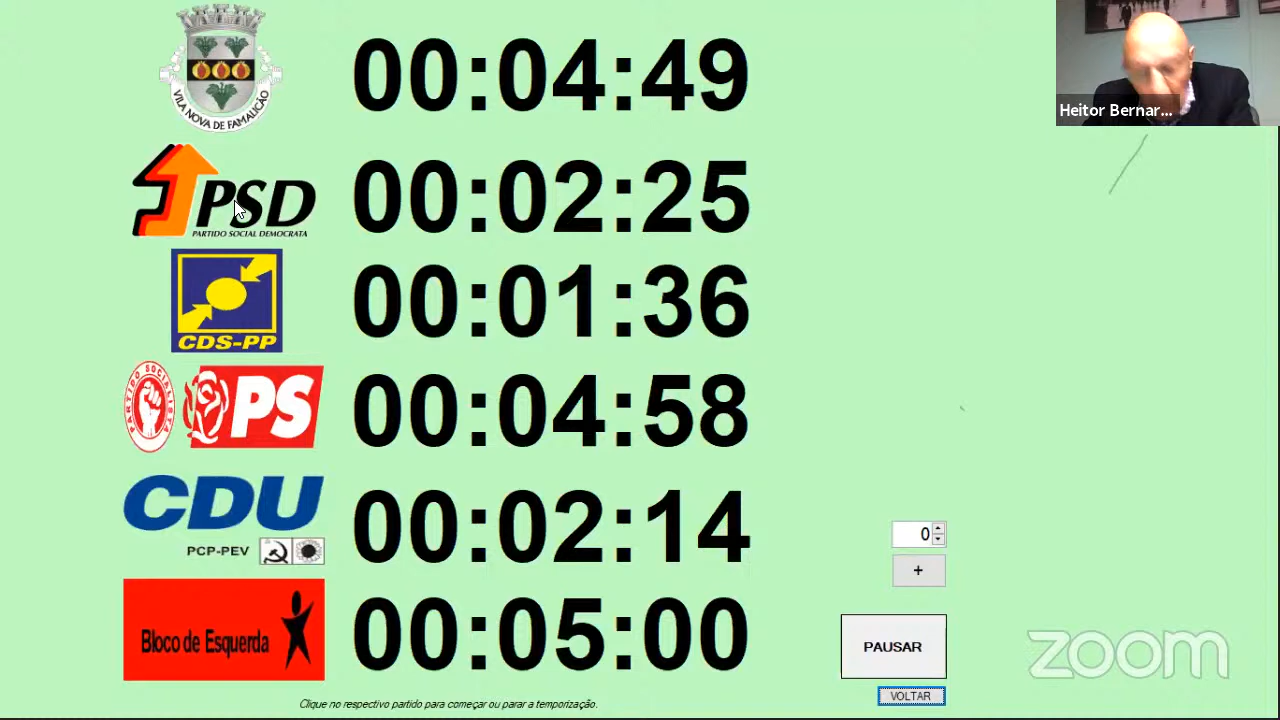 VILA NOVA DE FAMALICÃO
00:04:49
Heitor Bernar...
PSD
PARTIDO SOCIAL DEMOCRATA
00:02:25
CDS-PP
00:01:36
PARTIDO SOCIALISTA
PS
00:04:58
CDU
PCP-PEV
00:02:14
0
+
Bloco de Esquerda
00:05:00
PAUSAR
VOLTAR
zoom
Clique no respectivo partido para começar ou parar a temporização.